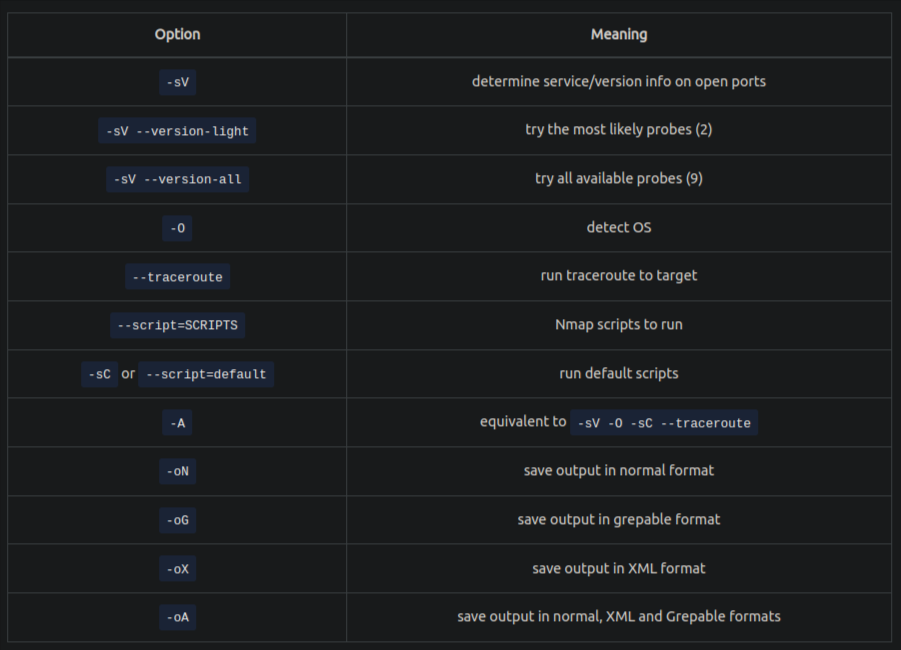 Option Meaning
-sV determine service/version info on open ports
-sV --version-light try the most likely probes (2)
-sV --version-all try all available probes (9)
-O detect OS
--traceroute run traceroute to target
--script=SCRIPTS Nmap scripts to run
-sC or --script=default run default scripts
-A equivalent to -sV -O -sC --traceroute
-oN save output in normal format
-oG save output in grepable format
-oX save output in XML format
-oA save output in normal, XML and Grepable formats